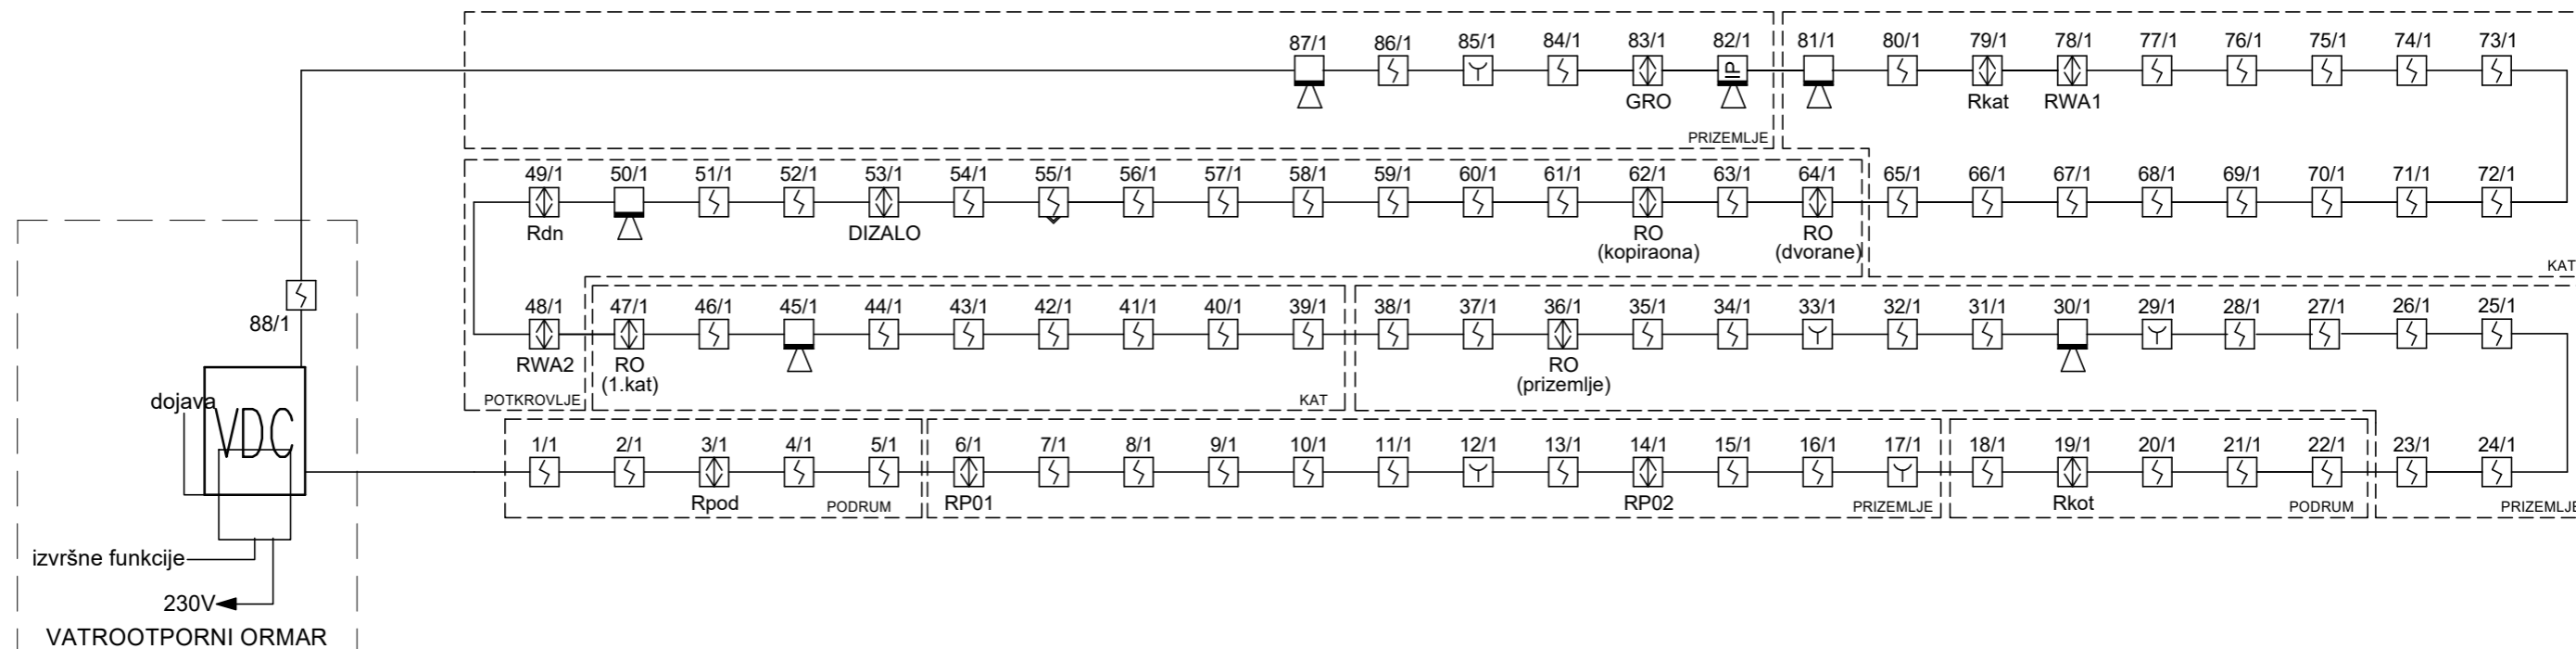 87/1 86/1 85/1 84/1 83/1 82/1 81/1 80/1 79/1 78/1 77/1 76/1 75/1 74/1 73/1
IP
GRO Rkat RWA1
PRIZEMLJE
49/1 50/1 51/1 52/1 53/1 54/1 55/1 56/1 57/1 58/1 59/1 60/1 61/1 62/1 63/1 64/1 65/1 66/1 67/1 68/1 69/1 70/1 71/1 72/1
Rdn DIZALO RO RO
(kopiraona) (dvorane)
KAT
88/1
48/1 47/1 46/1 45/1 44/1 43/1 42/1 41/1 40/1 39/1 38/1 37/1 36/1 35/1 34/1 33/1 32/1 31/1 30/1 29/1 28/1 27/1 26/1 25/1
RWA2 RO RO
(1.kat) (prizemlje)
POTKROVLJE KAT
dojava
VDC
1/1 2/1 3/1 4/1 5/1 6/1 7/1 8/1 9/1 10/1 11/1 12/1 13/1 14/1 15/1 16/1 17/1 18/1 19/1 20/1 21/1 22/1 23/1 24/1
Rpod PODRUM RP01 RP02 PRIZEMLJE Rkot PODRUM PRIZEMLJE
izvršne funkcije
230V
VATROOTPORNI ORMAR